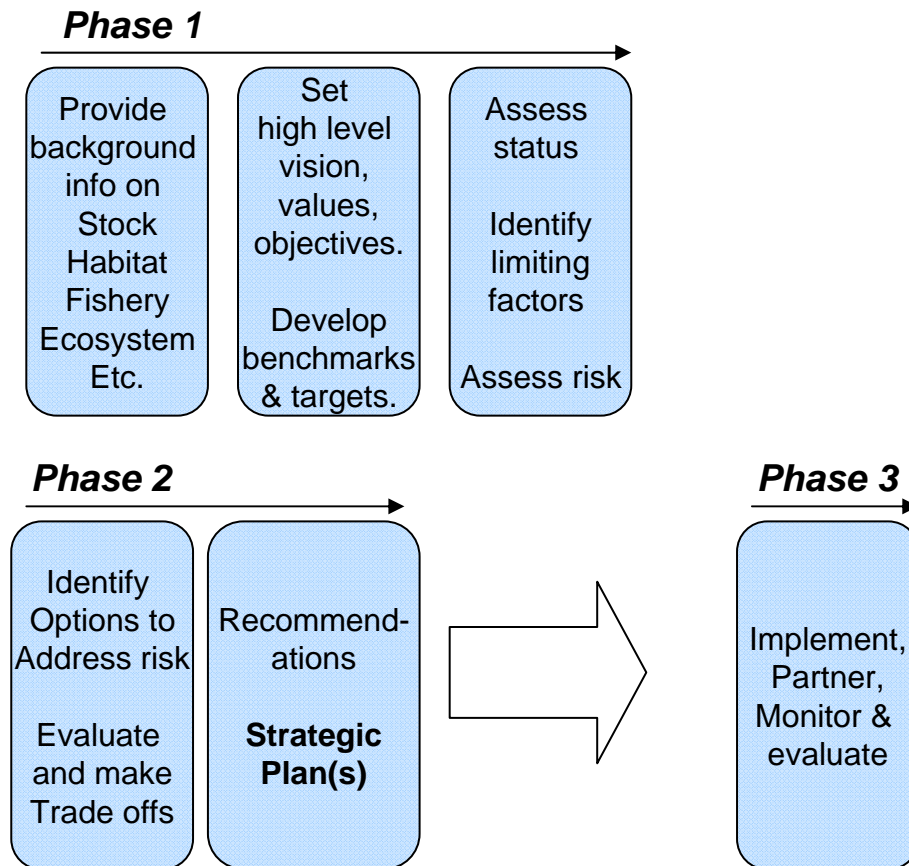 Phase 1
Provide
background
info on
Stock
Habitat
Fishery
Ecosystem
Etc.
Set
high level
vision,
values,
objectives.
Develop
benchmarks
& targets.
Assess
status
Identify
limiting
factors
Assess risk
Phase 2
Identify
Options to
Address risk
Evaluate
and make
Trade offs
Recommend-
ations
Strategic
Plan(s)
Phase 3
Implement,
Partner,
Monitor &
evaluate